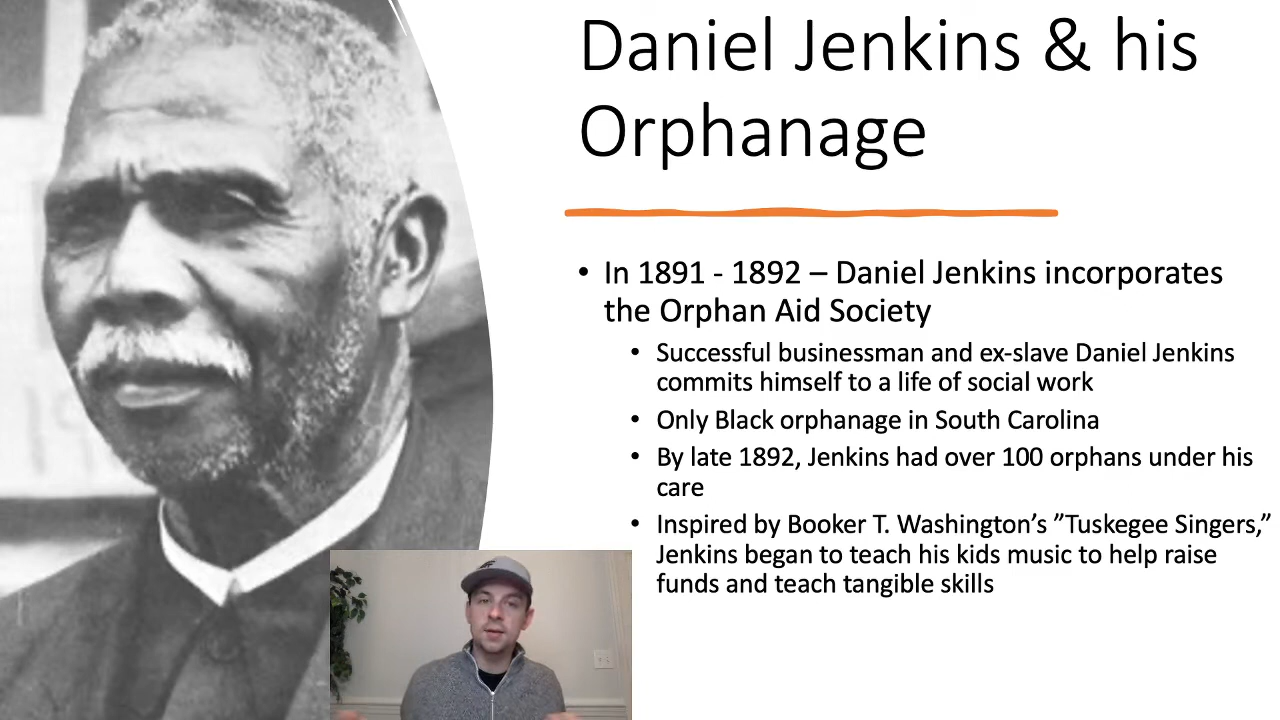 Daniel Jenkins & his
Orphanage
• In 1891 - 1892 – Daniel Jenkins incorporates
the Orphan Aid Society
• Successful businessman and ex-slave Daniel Jenkins
commits himself to a life of social work
• Only Black orphanage in South Carolina
• By late 1892, Jenkins had over 100 orphans under his
care
• Inspired by Booker T. Washington’s ”Tuskegee Singers,”
Jenkins began to teach his kids music to help raise
funds and teach tangible skills